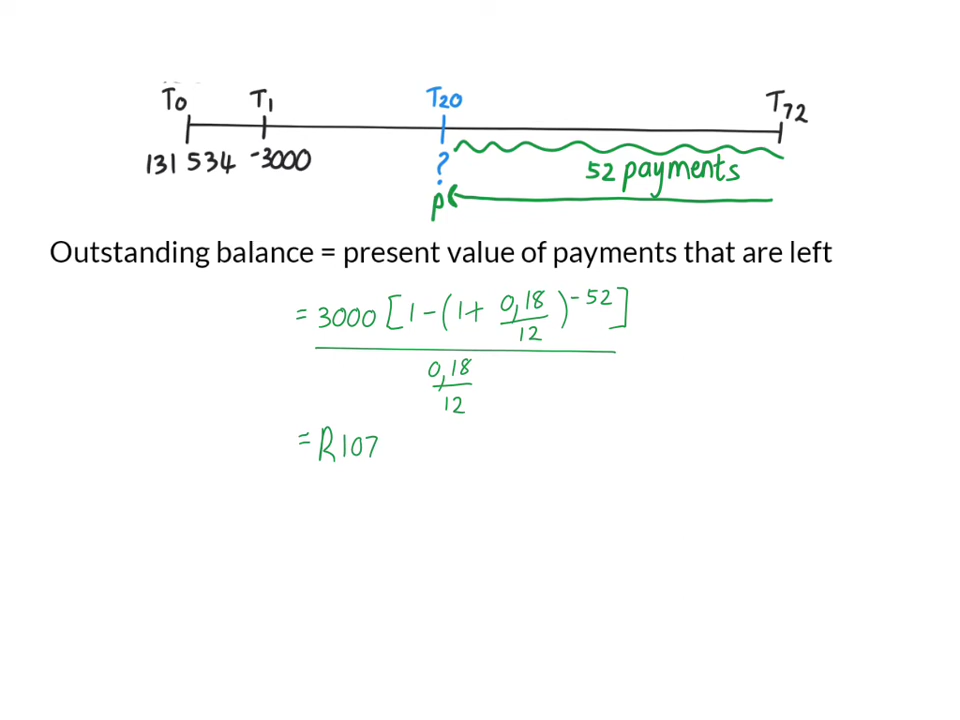 T0 T1 T20 T72
131 534 -3000 ? 52 payments
P
Outstanding balance = present value of payments that are left
= 3000 [1-(1+ 0,18/12)^-52]
0,18/12
= R107